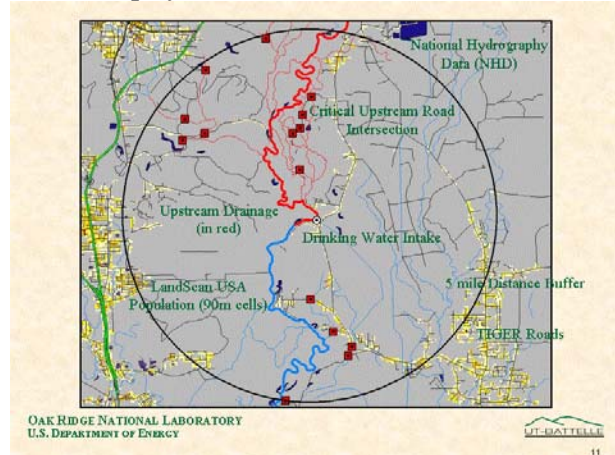 National Hydrography
Data (NHD)
Critical Upstream Road
Intersection
Upstream Drainage
(in red)
Drinking Water Intake
LandScan USA
Population (90m cells)
5 mile Distance Buffer
TIGER Roads
OAK RIDGE NATIONAL LABORATORY
U.S. DEPARTMENT OF ENERGY
UT-BATTELLE
11